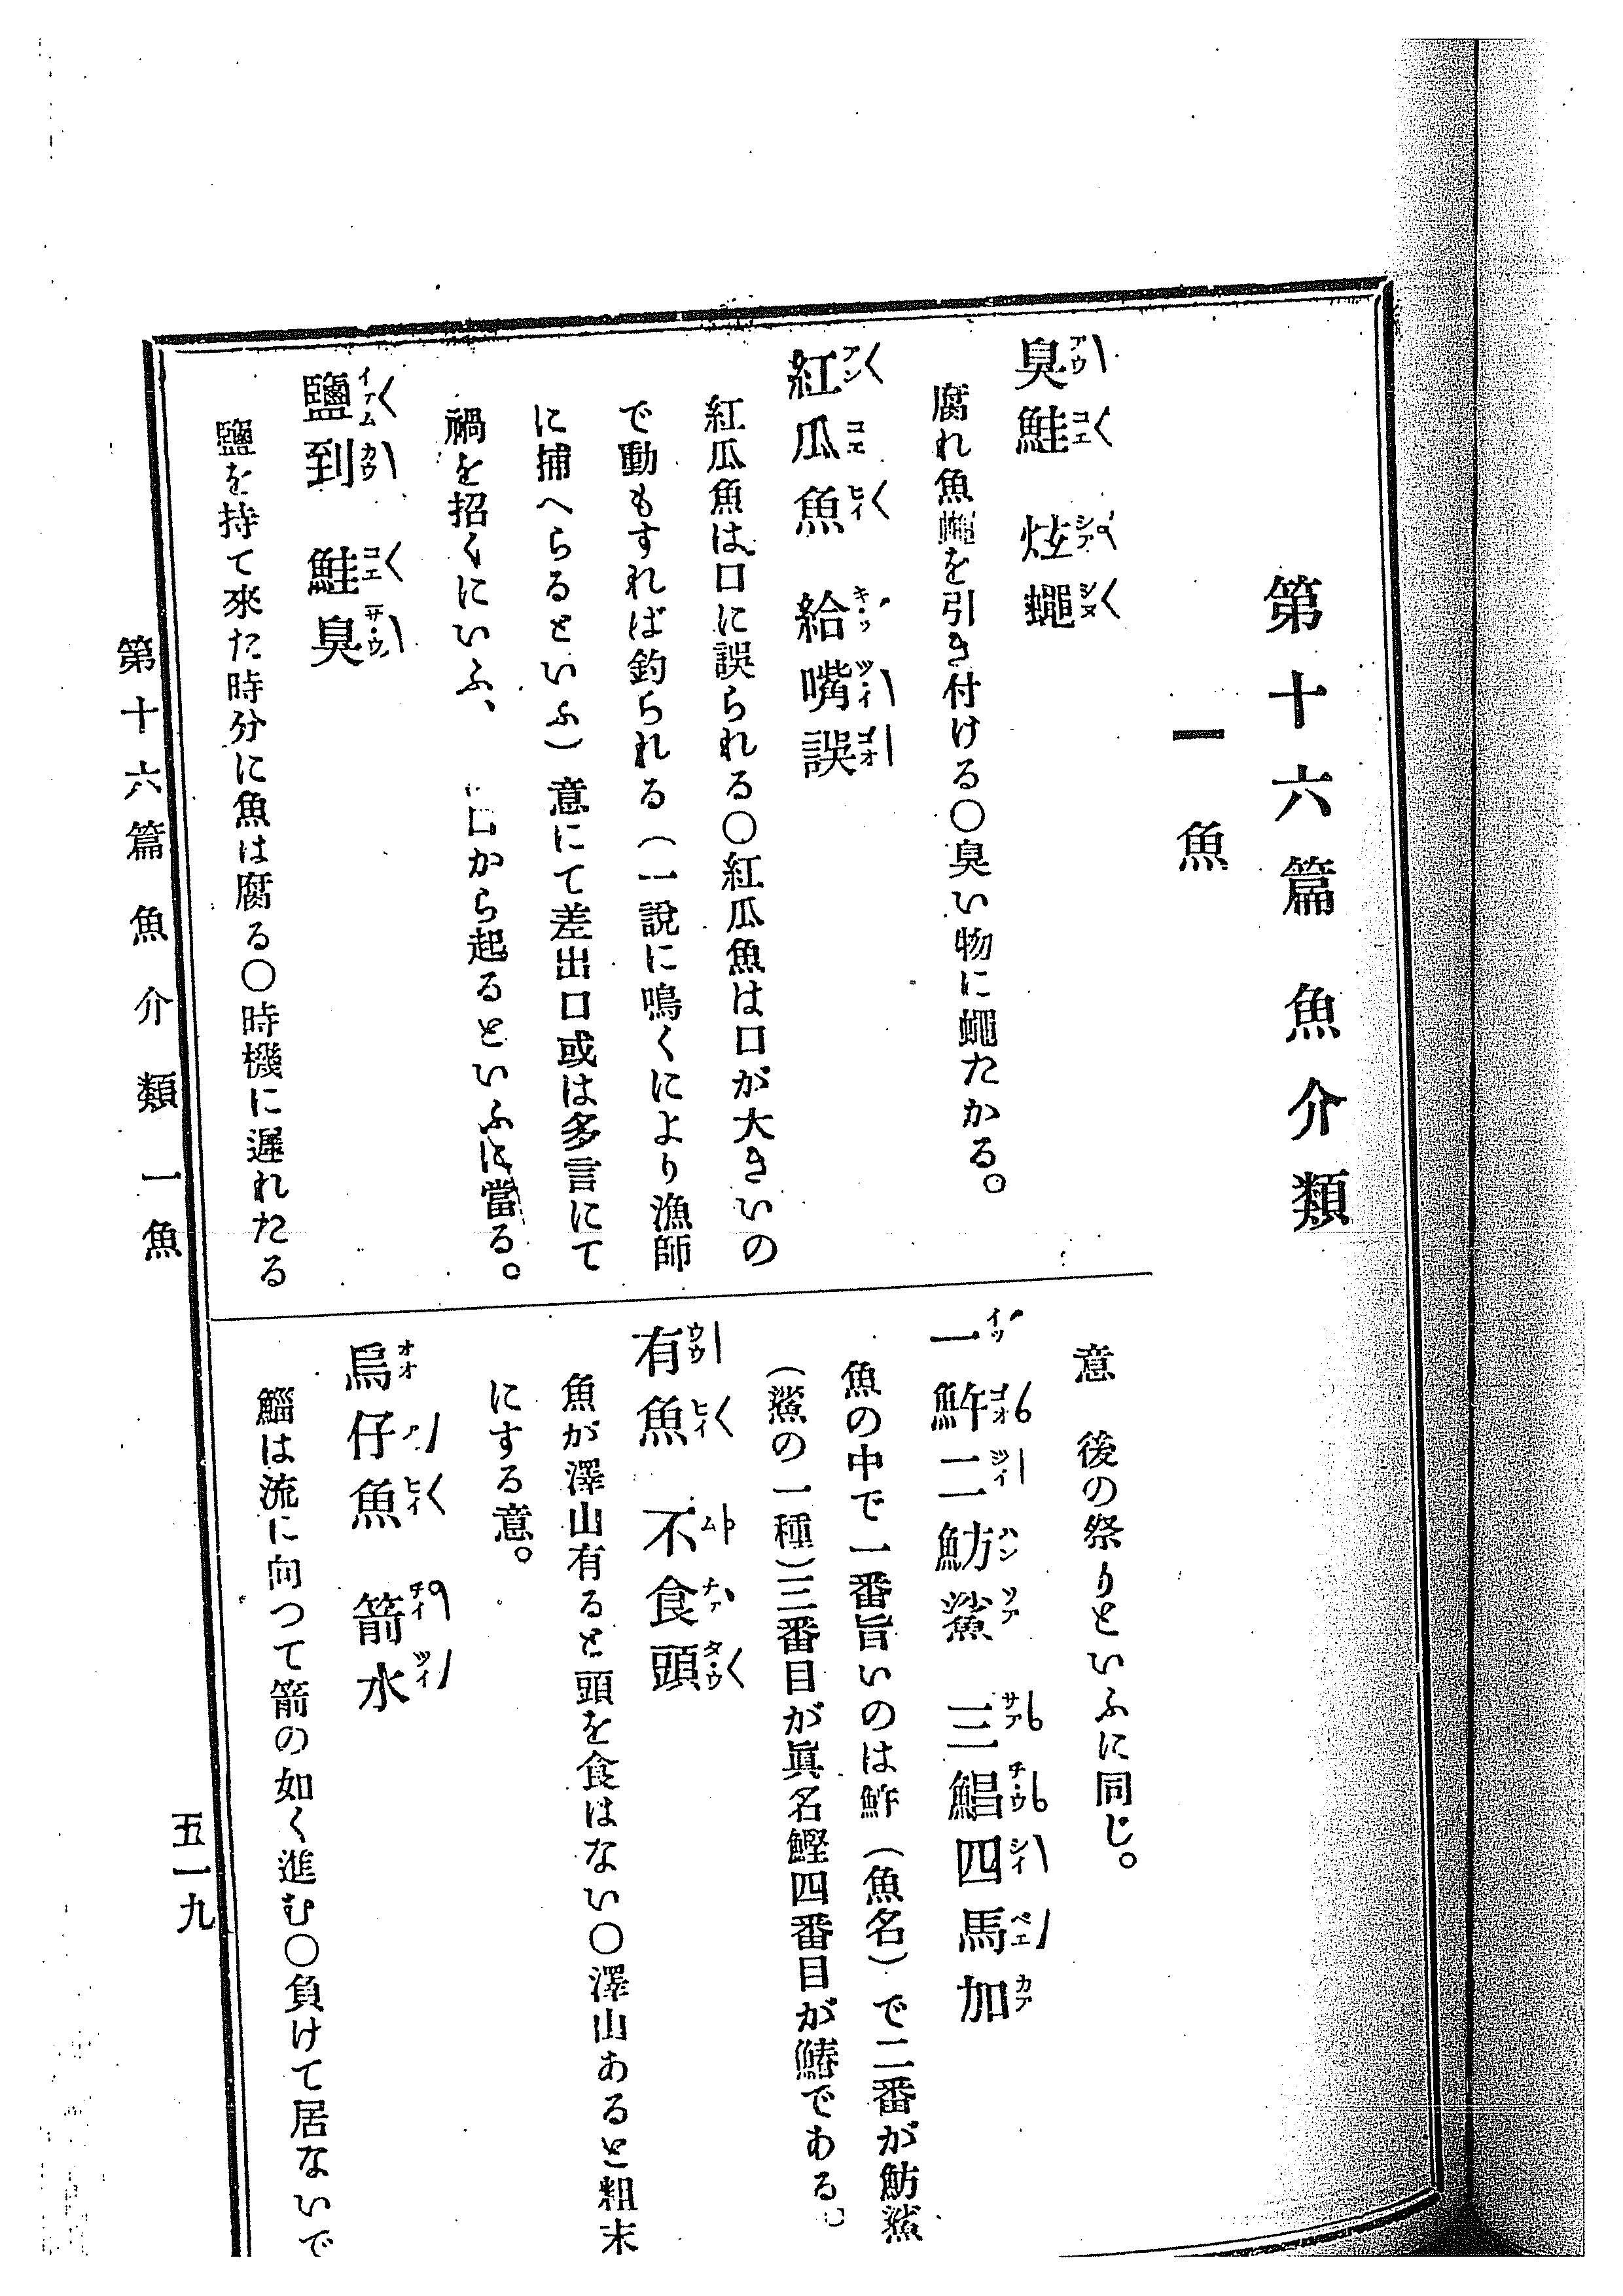 第十六篇 魚介類
一 魚
臭鮭 炫蠅
腐れ魚蠅を引き付ける〇臭い物に蠅たかる。
紅瓜魚 給嘴誤
紅瓜魚は口に誤られる〇紅瓜魚は口が大きいの
で動もすれば釣られる(一說に鳴くにより漁師
に捕へらるといふ)意にて差出口或は多言にて
禍を招くにいふ、 口から起るといふに當る。
鹽到 鮭臭
鹽を持て來た時分に魚は腐る〇時機に遲れたる
意 後の祭りといふに同じ。
一鮓二魴鯊 三鯧四馬加
魚の中で一番旨いのは鮓(魚名)で二番が魴鯊
(鯊の一種)三番目が眞名鰹四番目が鰆である。
有魚 不食頭
魚が澤山有ると頭を食はない〇澤山あると粗末
にする意。
烏仔魚 箭水
鯔は流に向つて箭の如く進む〇負けて居ないで
第十六篇 魚介類 一魚
五一九